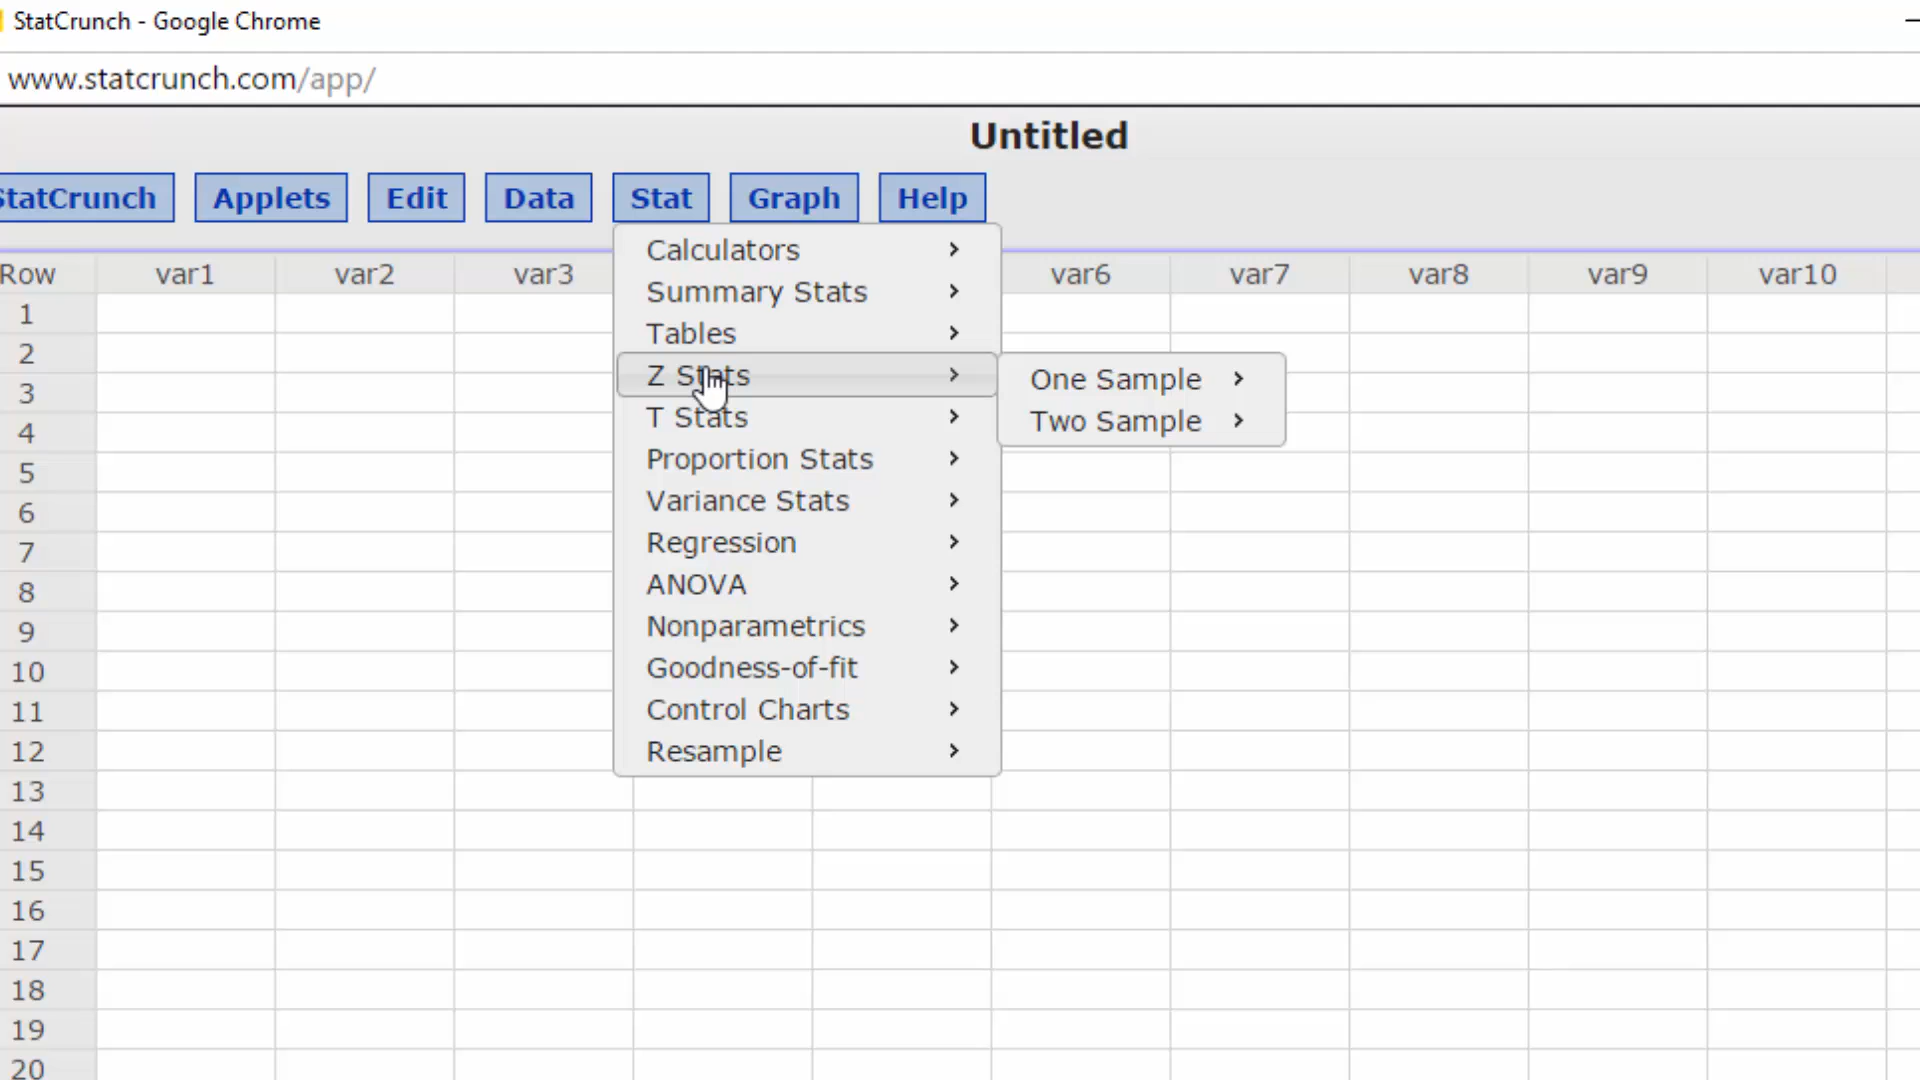 StatCrunch - Google Chrome
www.statcrunch.com/app/
Untitled
StatCrunch Applets Edit Data Stat Graph Help
Row var1 var2 var3 var6 var7 var8 var9 var10
Calculators
Summary Stats
Tables
Z Stats
T Stats
Proportion Stats
Variance Stats
Regression
ANOVA
Nonparametrics
Goodness-of-fit
Control Charts
Resample
One Sample
Two Sample
1
2
3
4
5
6
7
8
9
10
11
12
13
14
15
16
17
18
19
20